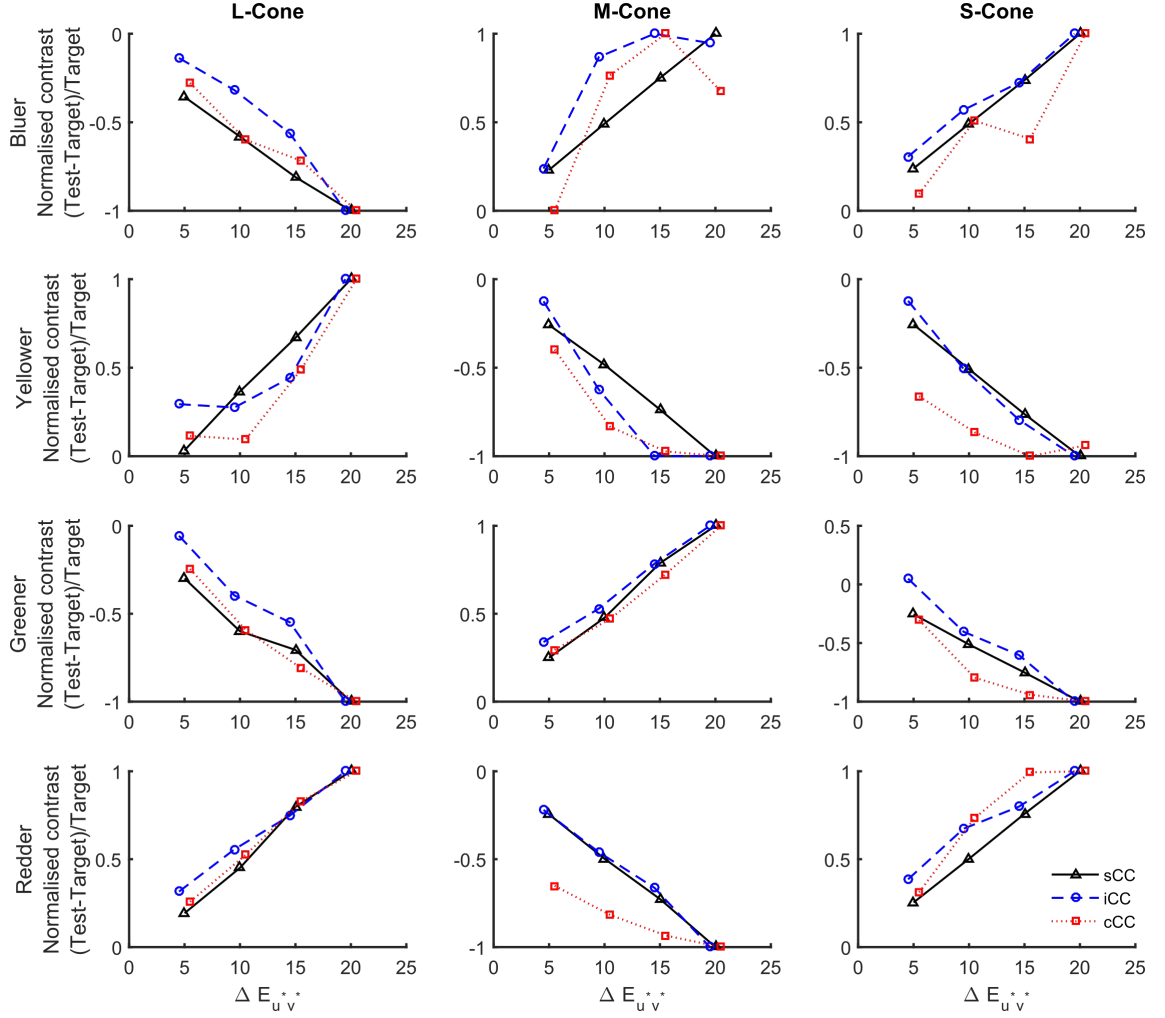 L-Cone M-Cone S-Cone
Bluer
Normalised contrast
(Test-Target)/Target
0
-0.5
-1
0 5 10 15 20 25
1
0.5
0
0 5 10 15 20 25
1
0.5
0
0 5 10 15 20 25
Yellower
Normalised contrast
(Test-Target)/Target
1
0.5
0
0 5 10 15 20 25
-0
-0.5
-1
0 5 10 15 20 25
-0
-0.5
-1
0 5 10 15 20 25
Greener
Normalised contrast
(Test-Target)/Target
0
-0.5
-1
0 5 10 15 20 25
1
0.5
0
0 5 10 15 20 25
0.5
0
-0.5
-1
0 5 10 15 20 25
Redder
Normalised contrast
(Test-Target)/Target
1
0.5
0
0 5 10 15 20 25
Δ E u*v*
0
-0.5
-1
0 5 10 15 20 25
Δ E u*v*
1
0.5
0
0 5 10 15 20 25
Δ E u*v*
sCC
iCC
cCC